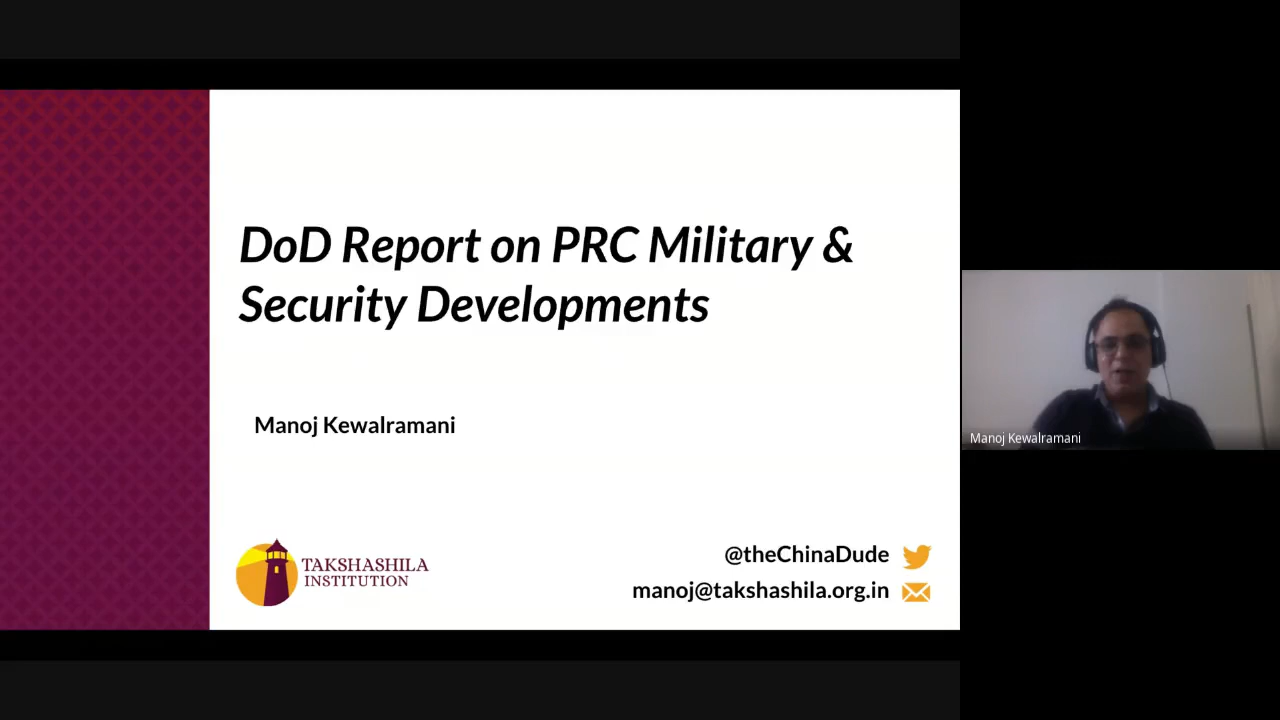 DoD Report on PRC Military &
Security Developments
Manoj Kewalramani
TAKSHASHILA
INSTITUTION
@theChinaDude
manoj@takshashila.org.in
Manoj Kewalramani